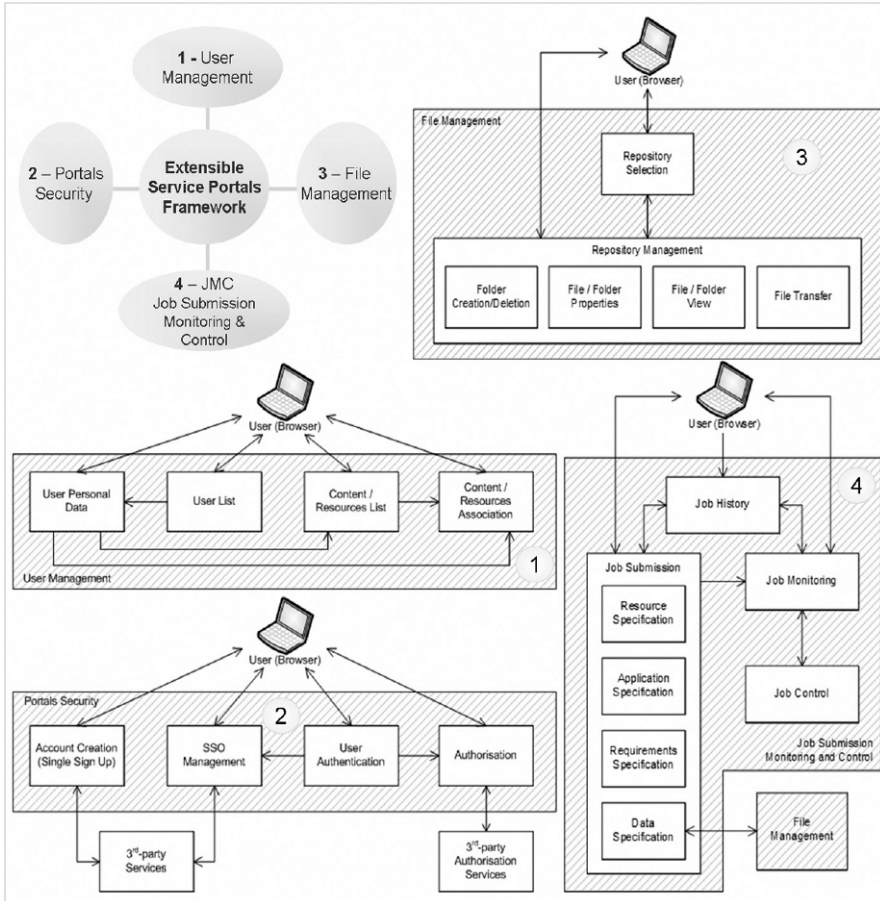 1 - User
Management
2 – Portals
Security
Extensible
Service Portals
Framework
3 – File
Management
4 – JMC
Job Submission
Monitoring &
Control
User (Browser)
File Management
3
Repository
Selection
Repository Management
Folder
Creation/Deletion
File / Folder
Properties
File / Folder
View
File Transfer
User (Browser)
User Personal
Data
User List
Content /
Resources List
Content /
Resources
Association
1
User Management
User (Browser)
Portals Security
2
Account Creation
(Single Sign Up)
SSO
Management
User
Authentication
Authorisation
3rd-party
Services
3rd-party
Authorisation
Services
User (Browser)
4
Job History
Job Submission
Resource
Specification
Application
Specification
Requirements
Specification
Data
Specification
Job Monitoring
Job Control
Job Submission
Monitoring and Control
File
Management